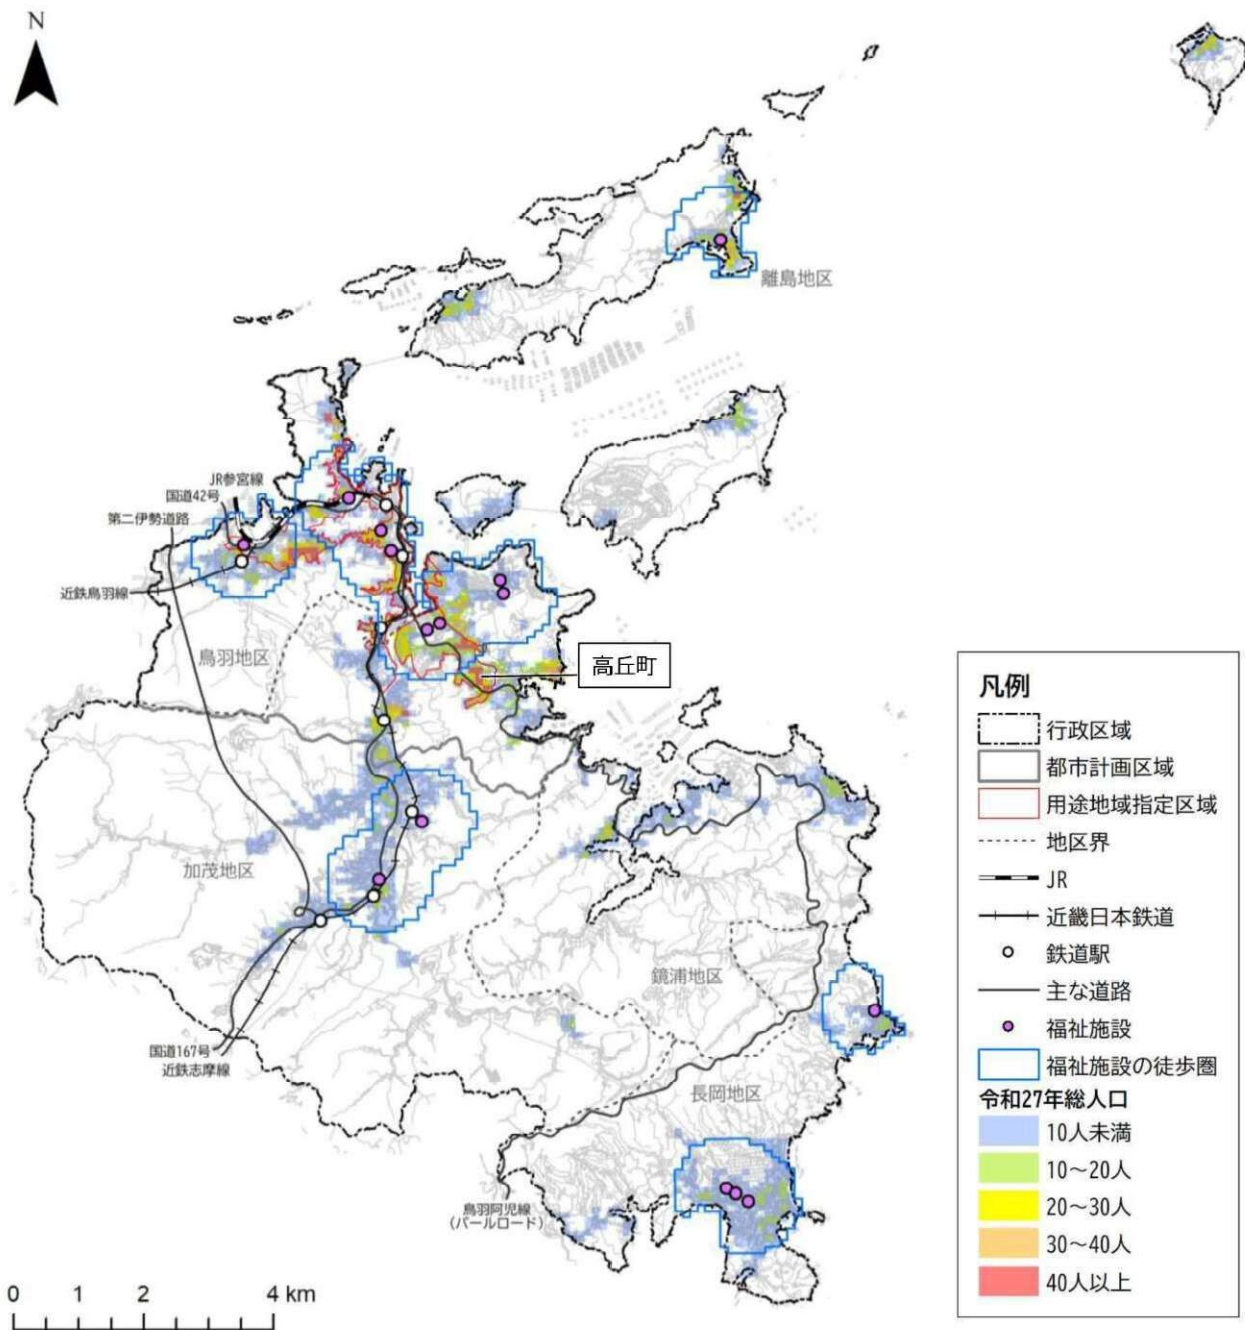 N
離島地区
JR参宮線
国道42号
第二伊勢道路
近鉄鳥羽線
鳥羽地区
高丘町
加茂地区
鏡浦地区
国道167号
近鉄志摩線
長岡地区
鳥羽阿児線
(パールロード)
凡例
行政区域
都市計画区域
用途地域指定区域
地区界
JR
近畿日本鉄道
鉄道駅
主な道路
福祉施設
福祉施設の徒歩圏
令和27年総人口
10人未満
10～20人
20～30人
30～40人
40人以上
0 1 2 4 km